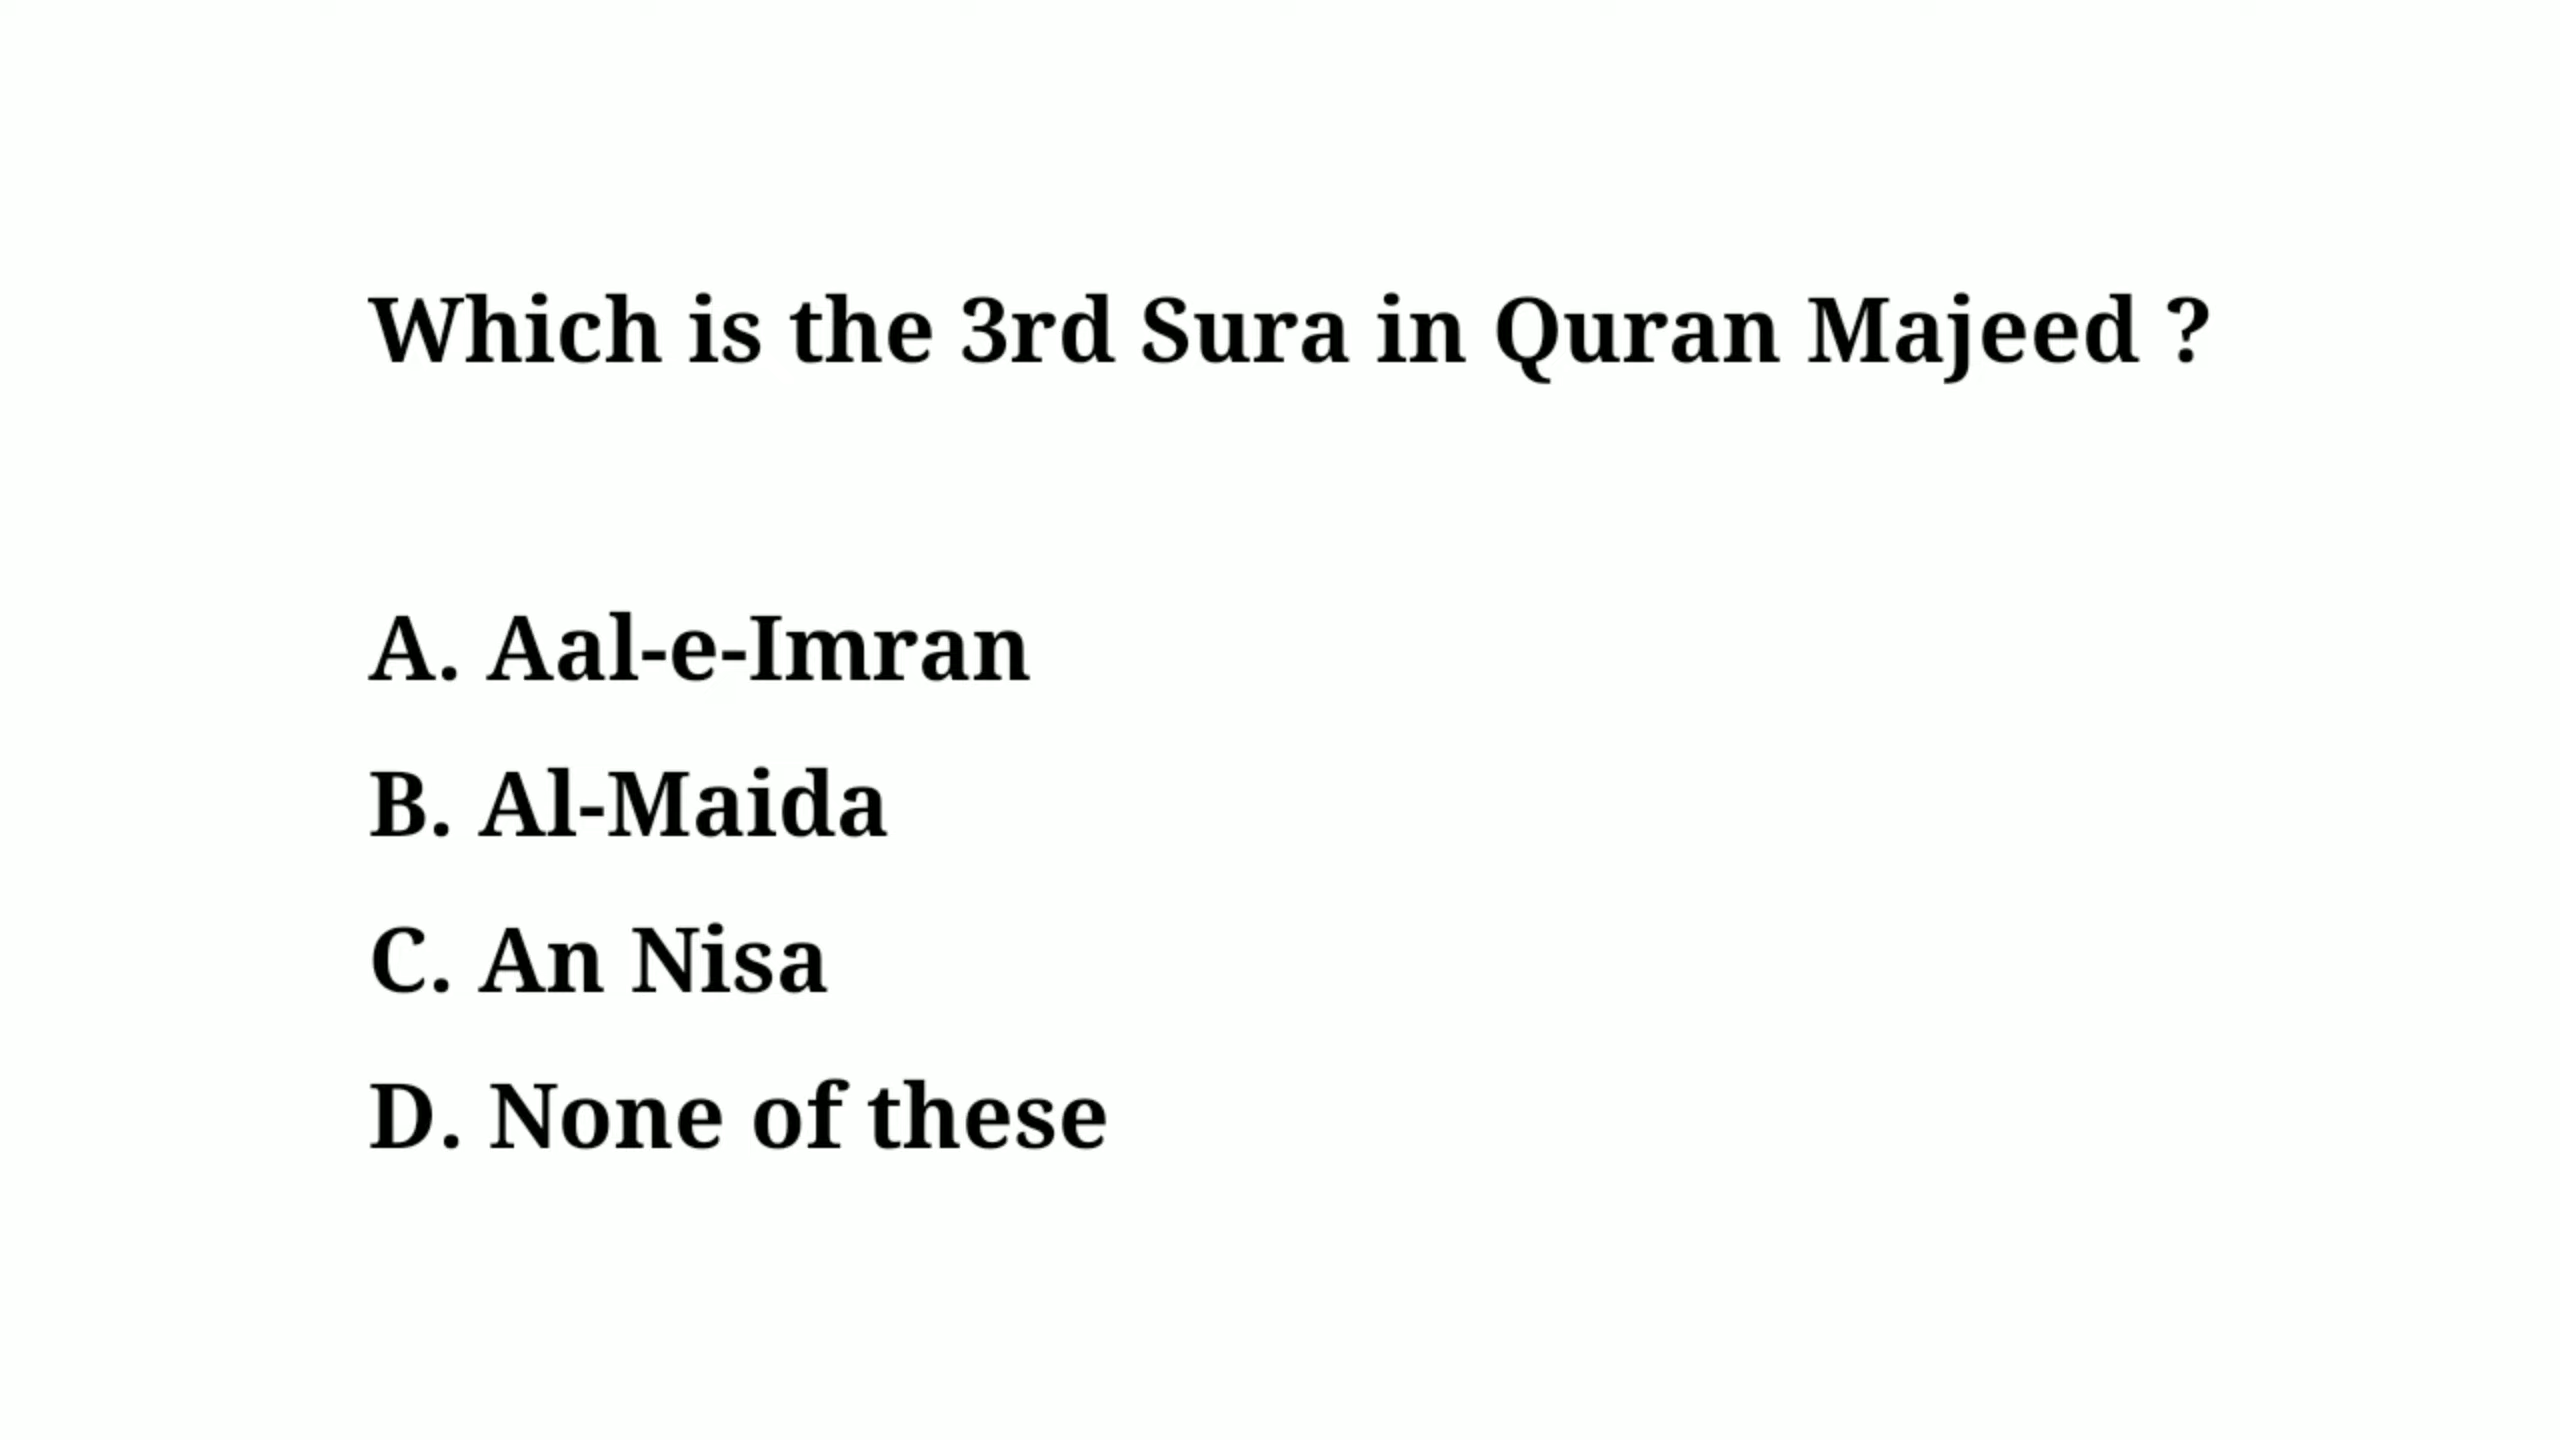 Which is the 3rd Sura in Quran Majeed ?
A. Aal-e-Imran
B. Al-Maida
C. An Nisa
D. None of these